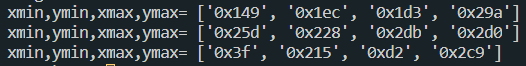 xmin,ymin,xmax,ymax= ['0x149', '0x1ec', '0x1d3', '0x29a']
xmin,ymin,xmax,ymax= ['0x25d', '0x228', '0x2db', '0x2d0']
xmin,ymin,xmax,ymax= ['0x3f', '0x215', '0xd2', '0x2c9']